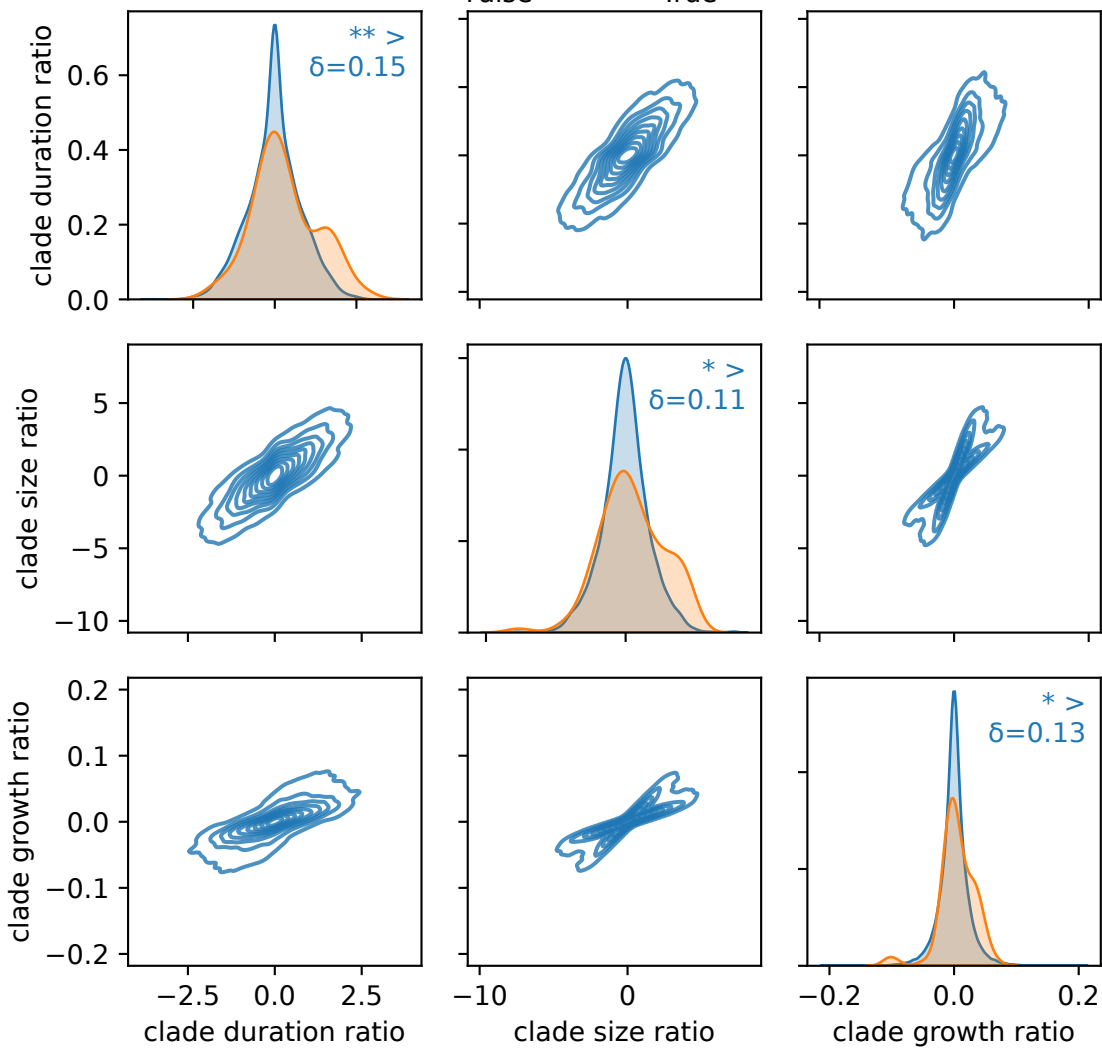 clade duration ratio
0.6
0.4
0.2
0.0
** >
δ=0.15
clade size ratio
5
0
−5
−10
* >
δ=0.11
clade growth ratio
0.2
0.1
0.0
−0.1
−0.2
* >
δ=0.13
−2.5 0.0 2.5
clade duration ratio
−10 0
clade size ratio
−0.2 0.0 0.2
clade growth ratio